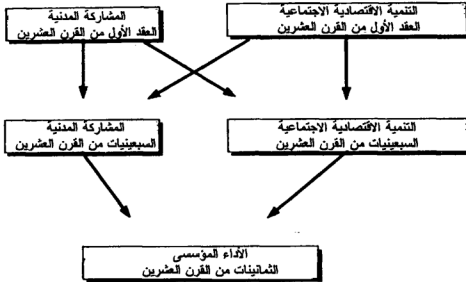 التنمية الاقتصادية الاجتماعية
العقد الأول من القرن العشرين
المشاركة المدنية
العقد الأول من القرن العشرين
التنمية الاقتصادية الاجتماعية
السبعينيات من القرن العشرين
المشاركة المدنية
السبعينيات من القرن العشرين
الأداء المؤسسى
الثمانينات من القرن العشرين